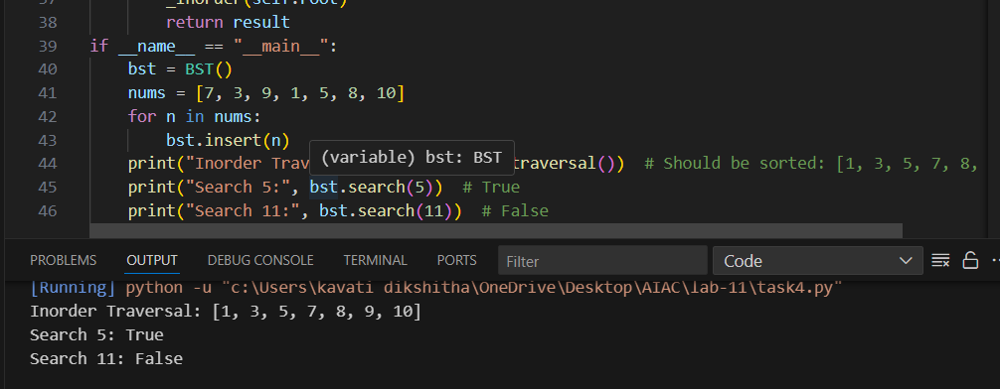 37 _inorder(self.root)
38 return result
39 if __name__ == "__main__":
40 bst = BST()
41 nums = [7, 3, 9, 1, 5, 8, 10]
42 for n in nums:
43 bst.insert(n)
(variable) bst: BST
44 print("Inorder Trav traversal()) # Should be sorted: [1, 3, 5, 7, 8,
45 print("Search 5:", bst.search(5)) # True
46 print("Search 11:", bst.search(11)) # False
PROBLEMS OUTPUT DEBUG CONSOLE TERMINAL PORTS Filter Code
[Running] python -u "c:\Users\kavati dikshitha\OneDrive\Desktop\AIAC\lab-11\task4.py"
Inorder Traversal: [1, 3, 5, 7, 8, 9, 10]
Search 5: True
Search 11: False